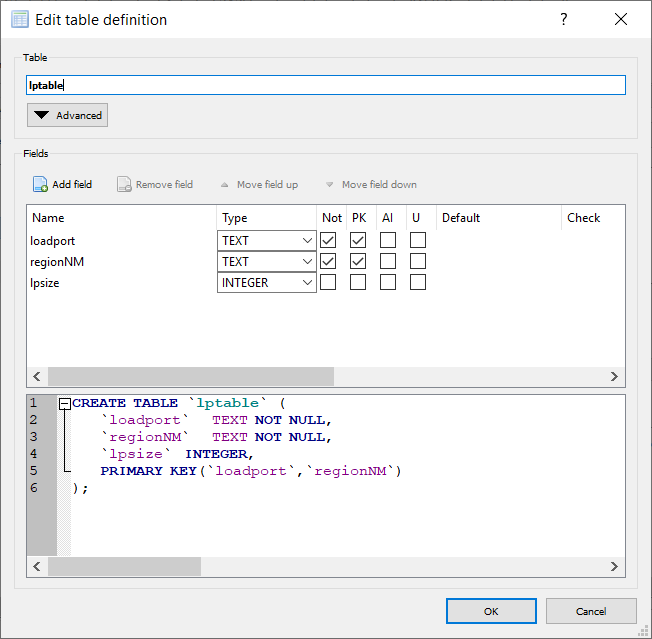 Edit table definition
Table
lptable
Advanced
Fields
Add field Remove field Move field up Move field down
Name Type Not PK AI U Default Check
loadport TEXT
regionNM TEXT
lpsize INTEGER
1 CREATE TABLE `lptable` (
2 `loadport` TEXT NOT NULL,
3 `regionNM` TEXT NOT NULL,
4 `lpsize` INTEGER,
5 PRIMARY KEY(`loadport`,`regionNM`)
6 );
OK Cancel